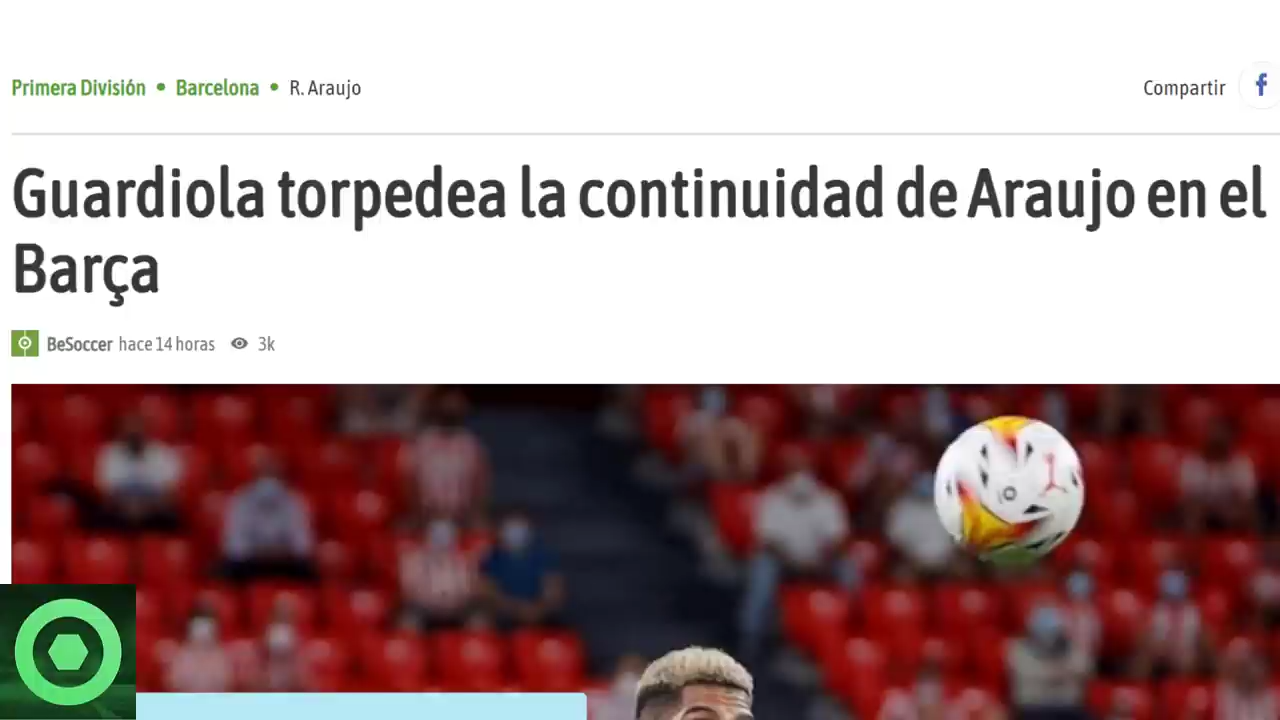 Primera División • Barcelona • R. Araujo
Compartir
Guardiola torpedea la continuidad de Araujo en el
Barça
BeSoccer hace 14 horas 3k